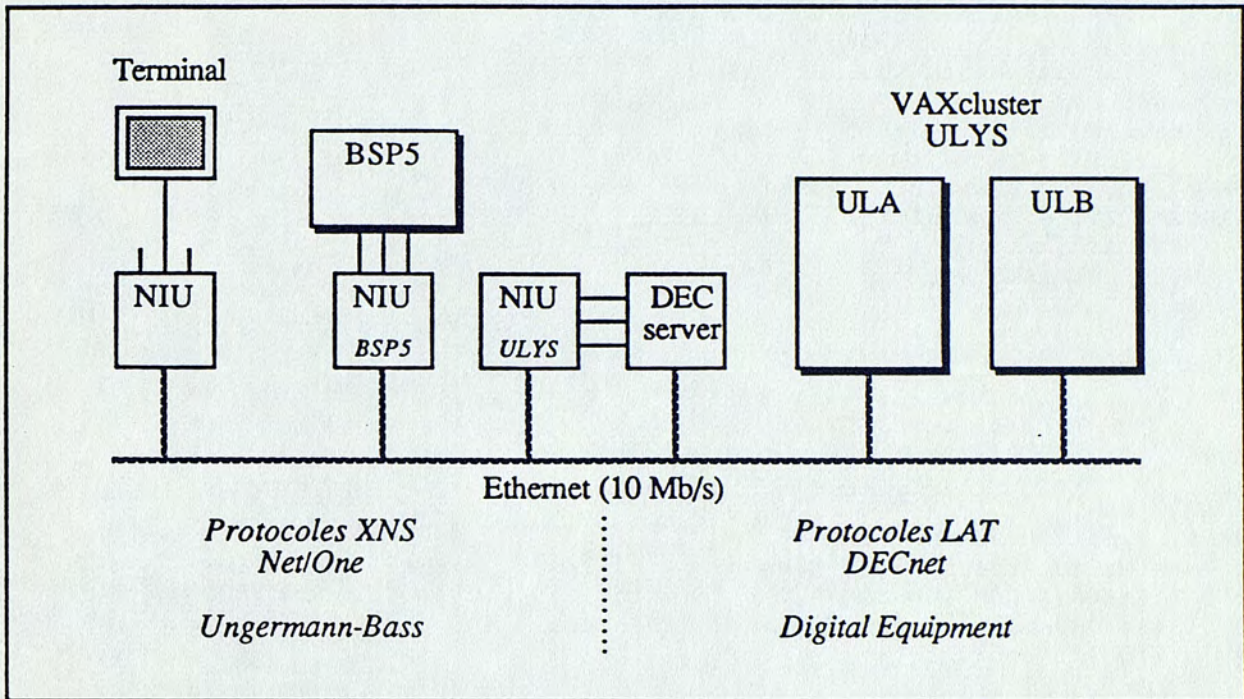 Terminal
VAXcluster
ULYS
BSP5
ULA
ULB
NIU
NIU
BSP5
NIU
ULYS
DEC
server
Ethernet (10 Mb/s)
Protocoles XNS
Net/One
Ungermann-Bass
Protocoles LAT
DECnet
Digital Equipment